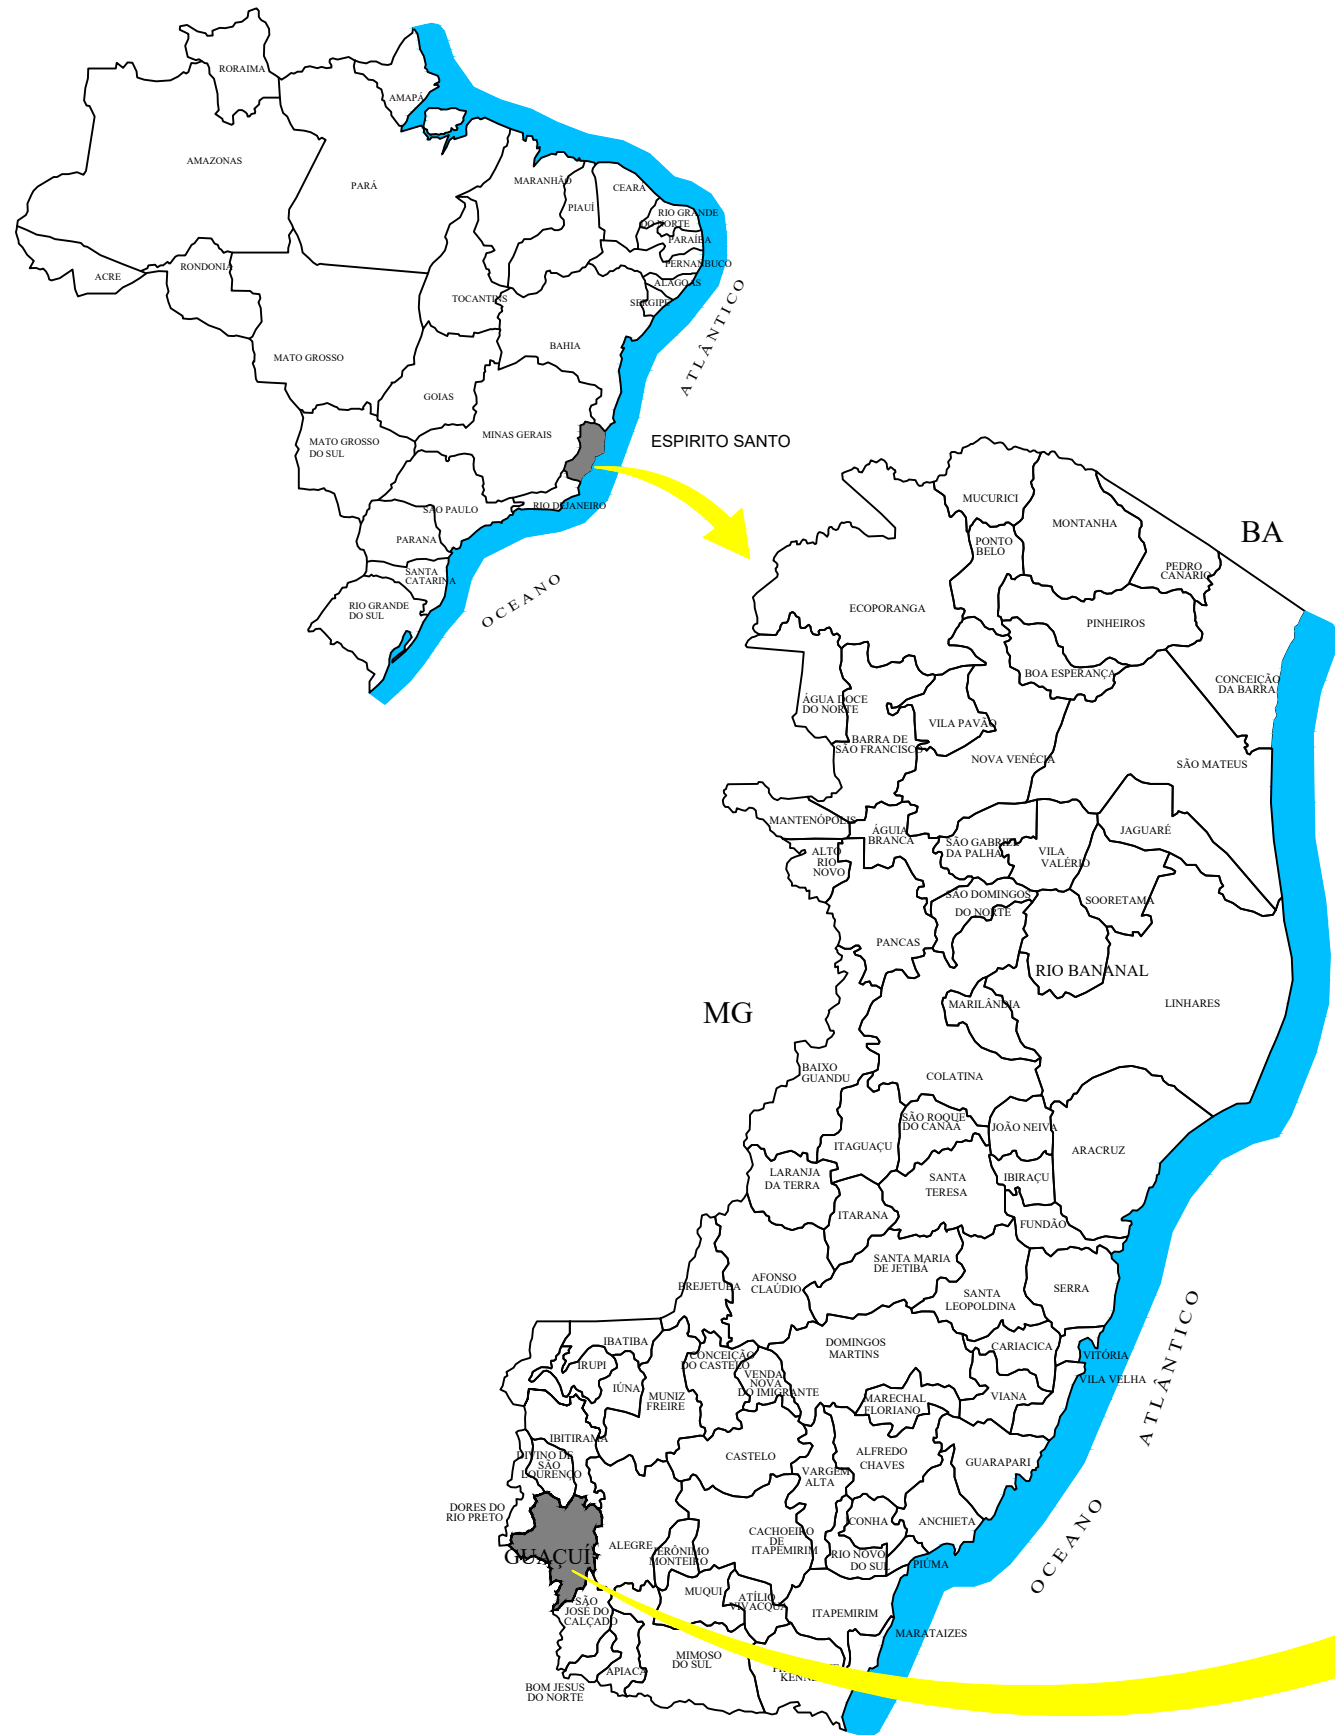 RORAIMA
AMAPÁ
AMAZONAS
PARÁ
MARANHÃO
CEARÁ
PIAUÍ
RIO GRANDE
DO NORTE
PARAÍBA
PERNANBUCO
ACRE
RONDONIA
ALAGOAS
SERGIPE
TOCANTINS
BAHIA
MATO GROSSO
GOIAS
MINAS GERAIS
MATO GROSSO
DO SUL
SAO PAULO
RIO DEJANEIRO
PARANA
SANTA
CATARINA
RIO GRANDE
DO SUL
OCEANO
ATLÂNTICO
ESPIRITO SANTO
BA
MG
MUCURICI
MONTANHA
PONTO
BELO
PEDRO
CANARIO
ECOPORANGA
PINHEIROS
BOA ESPERANÇA
CONCEIÇÃO
DA BARRA
ÁGUA DOCE
DO NORTE
VILA PAVÃO
BARRA DE
SÃO FRANCISCO
NOVA VENÉCIA
SÃO MATEUS
MANTENÓPOLIS
ÁGUIA
BRANCA
JAGUARÉ
SÃO GABRIEL
DA PALHA
VILA
VALÉRIO
ALTO
RIO
NOVO
SÃO DOMINGOS
DO NORTE
SOORETAMA
PANCAS
RIO BANANAL
MARILÂNDIA
LINHARES
BAIXO
GUANDU
COLATINA
SÃO ROQUE
DO CANAÃ
JOÃO NEIVA
ITAGUAÇU
ARACRUZ
LARANJA
DA TERRA
SANTA
TERESA
IBIRAÇU
ITARANA
FUNDÃO
SANTA MARIA
DE JETIBA
AFONSO
CLAÚDIO
BREJETUBA
SANTA
LEOPOLDINA
SERRA
IBATIBA
DOMINGOS
MARTINS
CARIACICA
VITÓRIA
IRUPI
CONCEIÇÃO
DO CASTELO
VENDA
NOVA
DO IMIGRANTE
VILA VELHA
IÚNA
MUNIZ
FREIRE
MARECHAL
FLORIANO
VIANA
IBITIRAMA
DIVINO DE
SÃO
LOURENÇO
CASTELO
ALFREDO
CHAVES
GUARAPARI
VARGEM
ALTA
DORES DO
RIO PRETO
CONHA
ANCHIETA
GUAÇUÍ
ALEGRE
JERÔNIMO
MONTEIRO
CACHOEIRO
DE
ITAPEMIRIM
RIO NOVO
DO SUL
PIÚMA
MUQUI
ATÍLIO
VIVACQUA
SÃO
JOSÉ DO
CALÇADO
ITAPEMIRIM
MARATAIZES
MIMOSO
DO SUL
APIACÁ
BOM JESUS
DO NORTE
OCEANO
ATLÂNTICO